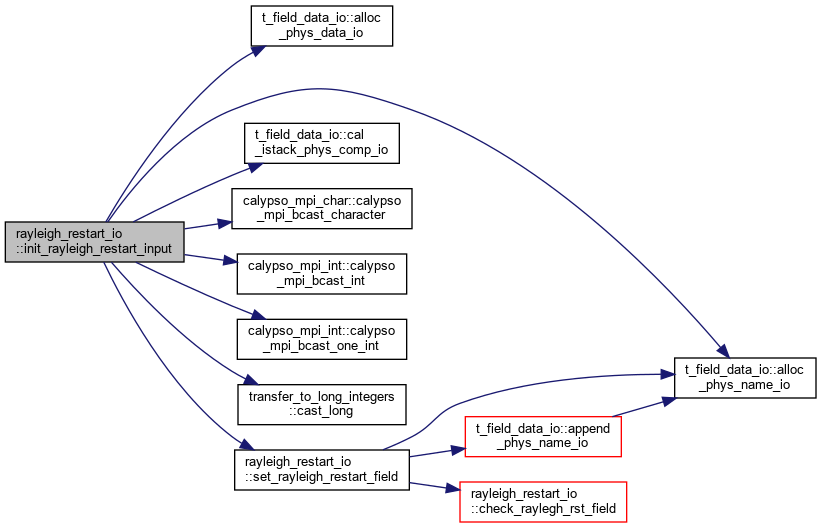 t_field_data_io::alloc
_phys_data_io
t_field_data_io::cal
_istack_phys_comp_io
calypso_mpi_char::calypso
_mpi_bcast_character
rayleigh_restart_io
::init_rayleigh_restart_input
calypso_mpi_int::calypso
_mpi_bcast_int
calypso_mpi_int::calypso
_mpi_bcast_one_int
t_field_data_io::alloc
_phys_name_io
transfer_to_long_integers
::cast_long
t_field_data_io::append
_phys_name_io
rayleigh_restart_io
::set_rayleigh_restart_field
rayleigh_restart_io
::check_raylegh_rst_field